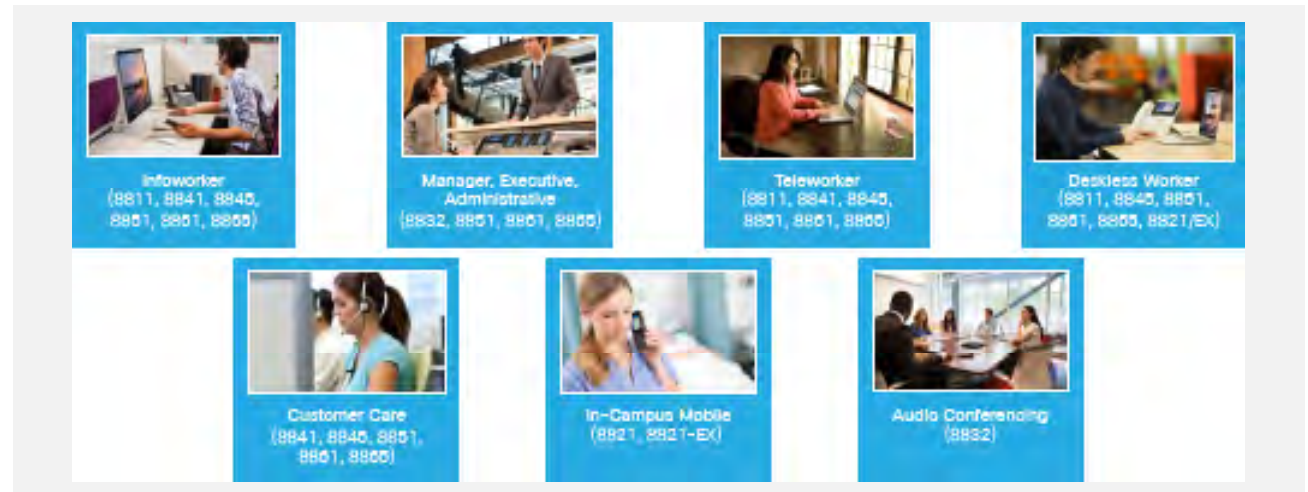 Infoworker
(8811, 8841, 8845,
8851, 8861, 8865)
Manager, Executive,
Administrative
(8832, 8851, 8861, 8865)
Teleworker
(8811, 8841, 8845,
8851, 8861, 8865)
Deskless Worker
(8811, 8845, 8851,
8861, 8865, 8821/EX)
Customer Care
(8841, 8845, 8851,
8861, 8865)
In-Campus Mobile
(8821, 8821-EX)
Audio Conferencing
(8832)